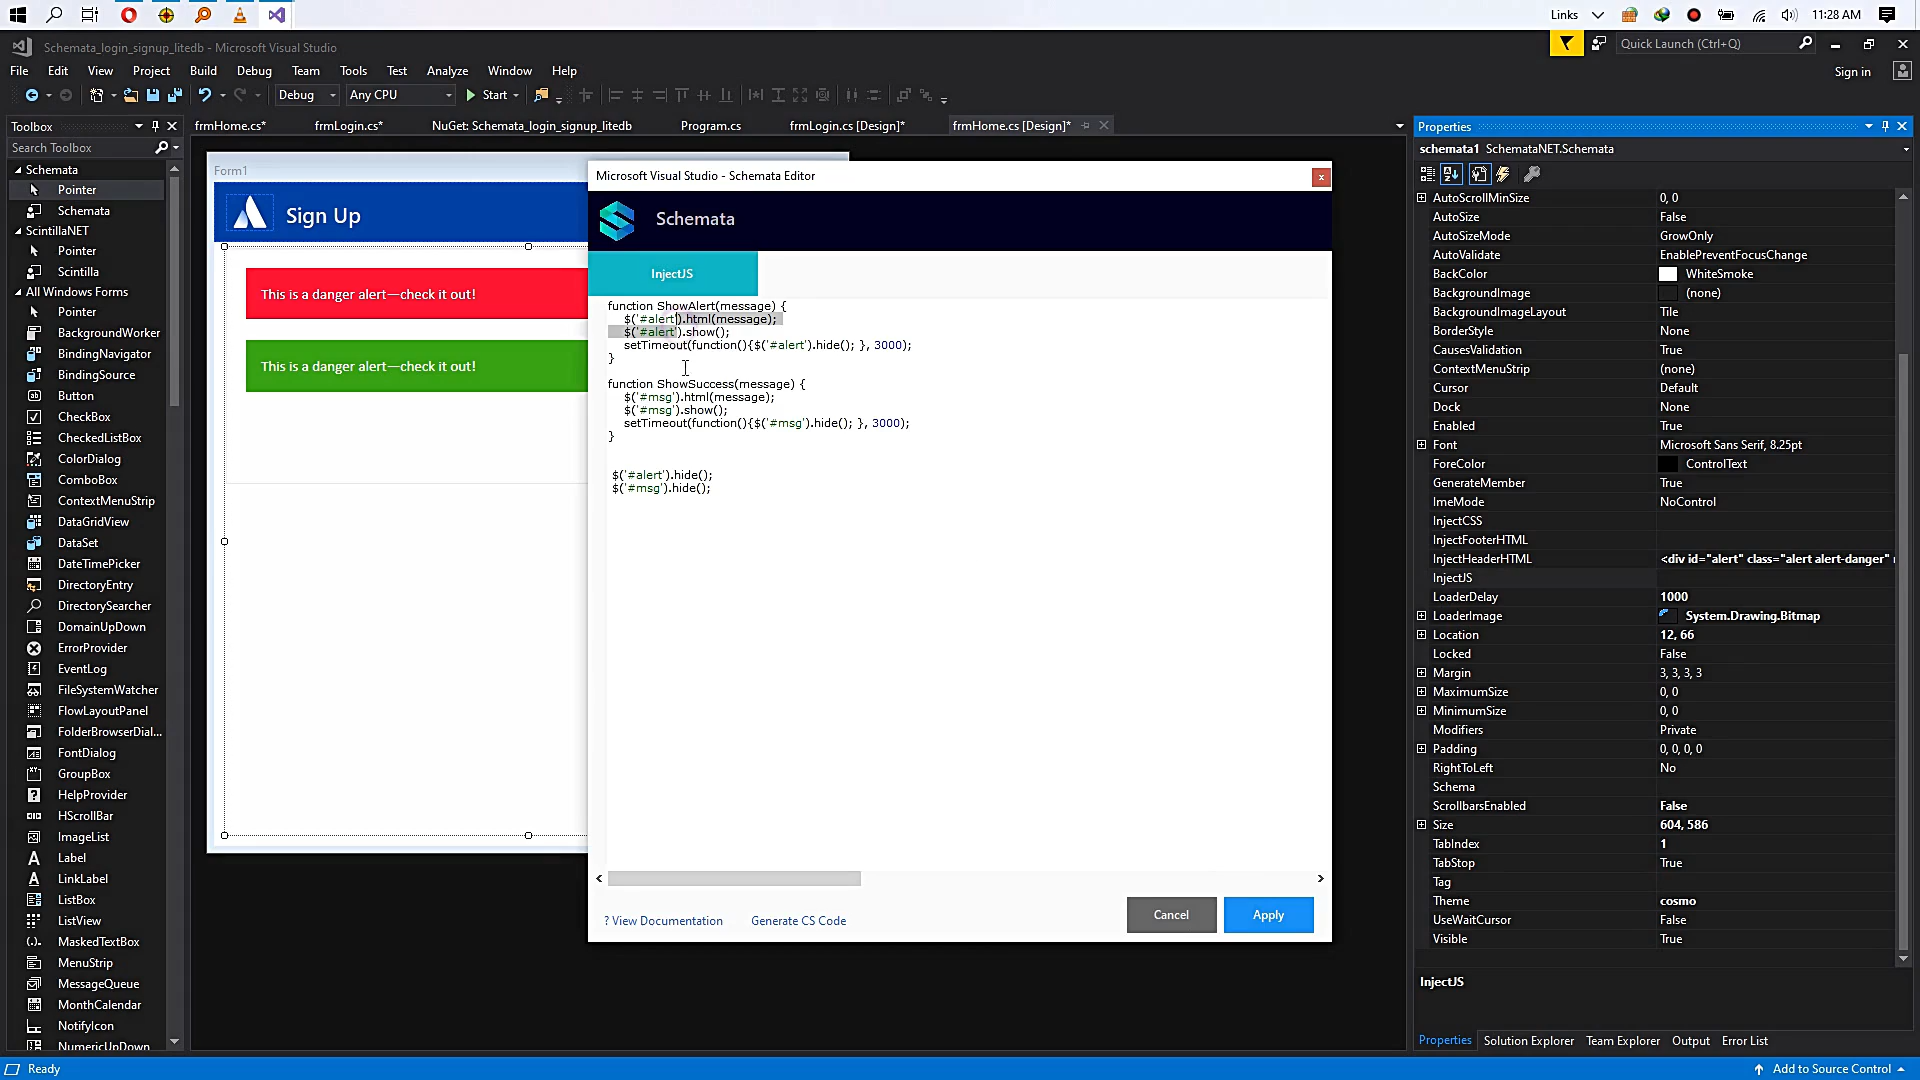 Links
11:28 AM
Schemata_login_signup_litedb - Microsoft Visual Studio
Quick Launch (Ctrl+Q)
File Edit View Project Build Debug Team Tools Test Analyze Window Help
Sign in
Debug Any CPU Start
Toolbox
frmHome.cs* frmLogin.cs* NuGet: Schemata_login_signup_litedb Program.cs frmLogin.cs [Design]* frmHome.cs [Design]*
Search Toolbox
Schemata
Pointer
Schemata
ScintillaNET
Pointer
Scintilla
All Windows Forms
Pointer
BackgroundWorker
BindingNavigator
BindingSource
Button
CheckBox
CheckedListBox
ColorDialog
ComboBox
ContextMenuStrip
DataGridView
DataSet
DateTimePicker
DirectoryEntry
DirectorySearcher
DomainUpDown
ErrorProvider
EventLog
FileSystemWatcher
FlowLayoutPanel
FolderBrowserDial...
FontDialog
GroupBox
HelpProvider
HScrollBar
ImageList
Label
LinkLabel
ListBox
ListView
MaskedTextBox
MenuStrip
MessageQueue
MonthCalendar
NotifyIcon
NumericUpDown
Form1
Sign Up
This is a danger alert—check it out!
This is a danger alert—check it out!
Microsoft Visual Studio - Schemata Editor
x
Schemata
InjectJS
function ShowAlert(message) {
$('#alert').html(message);
$('#alert').show();
setTimeout(function(){$('#alert').hide(); }, 3000);
}
function ShowSuccess(message) {
$('#msg').html(message);
$('#msg').show();
setTimeout(function(){$('#msg').hide(); }, 3000);
}
$('#alert').hide();
$('#msg').hide();
? View Documentation Generate CS Code
Cancel Apply
Properties
schemata1 SchemataNET.Schemata
AutoScrollMinSize 0, 0
AutoSize False
AutoSizeMode GrowOnly
AutoValidate EnablePreventFocusChange
BackColor WhiteSmoke
BackgroundImage (none)
BackgroundImageLayout Tile
BorderStyle None
CausesValidation True
ContextMenuStrip (none)
Cursor Default
Dock None
Enabled True
Font Microsoft Sans Serif, 8.25pt
ForeColor ControlText
GenerateMember True
ImeMode NoControl
InjectCSS
InjectFooterHTML
InjectHeaderHTML <div id="alert" class="alert alert-danger"
InjectJS
LoaderDelay 1000
LoaderImage System.Drawing.Bitmap
Location 12, 66
Locked False
Margin 3, 3, 3, 3
MaximumSize 0, 0
MinimumSize 0, 0
Modifiers Private
Padding 0, 0, 0, 0
RightToLeft No
Schema
ScrollbarsEnabled False
Size 604, 586
TabIndex 1
TabStop True
Tag
Theme cosmo
UseWaitCursor False
Visible True
InjectJS
Properties Solution Explorer Team Explorer Output Error List
Ready
Add to Source Control